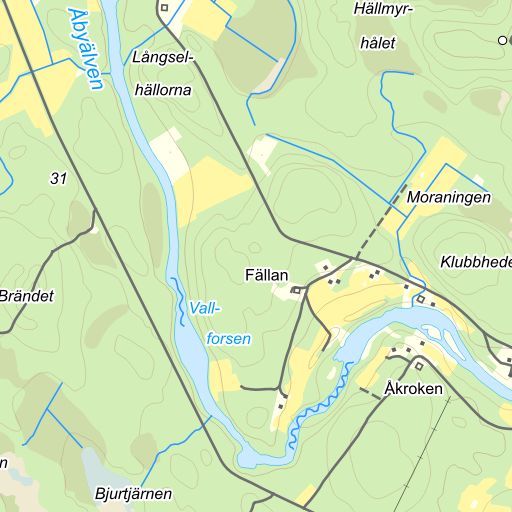 Åbyälven
Hällmyr-
hålet
Långsel-
hällorna
31
Moraningen
Klubbhede
Fällan
Brändet
Vall-
forsen
Åkroken
n
Bjurtjärnen